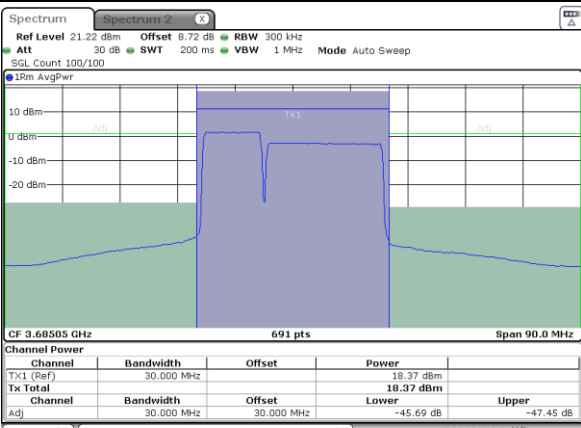 Spectrum Spectrum 2 X
Ref Level 21.22 dBm Offset 8.72 dB RBW 300 kHz
Att 30 dB SWT 200 ms VBW 1 MHz Mode Auto Sweep
SGL Count 100/100
1Rm AvgPwr
10 dBm
TX1
Adj Adj
0 dBm
-10 dBm
-20 dBm
CF 3.68505 GHz 691 pts Span 90.0 MHz
Channel Power
Channel Bandwidth Offset Power
TX1 (Ref) 30.000 MHz 18.37 dBm
Tx Total 18.37 dBm
Channel Bandwidth Offset Lower Upper
Adj 30.000 MHz 30.000 MHz -45.69 dB -47.45 dB